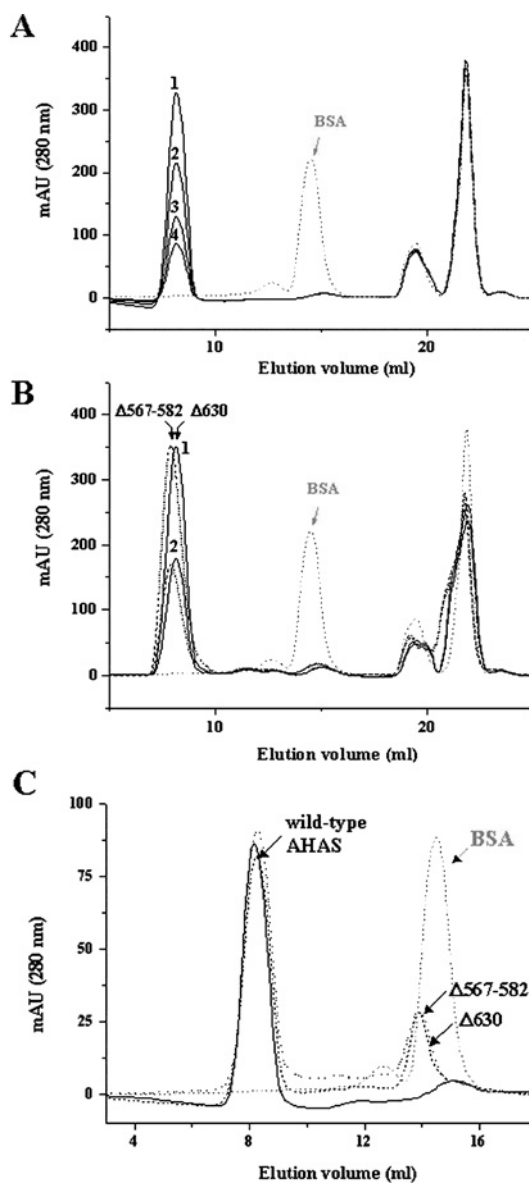 A
400
300
200
100
0
mAU (280 nm)
1
2
3
4
BSA
10
20
Elution volume (ml)
B
Δ567-582 Δ630
400
300
200
100
0
mAU (280 nm)
1
2
BSA
10
20
Elution volume (ml)
C
100
75
50
25
0
mAU (280 nm)
wild-type
AHAS
BSA
Δ567-582
Δ630
4
8
12
16
Elution volume (ml)